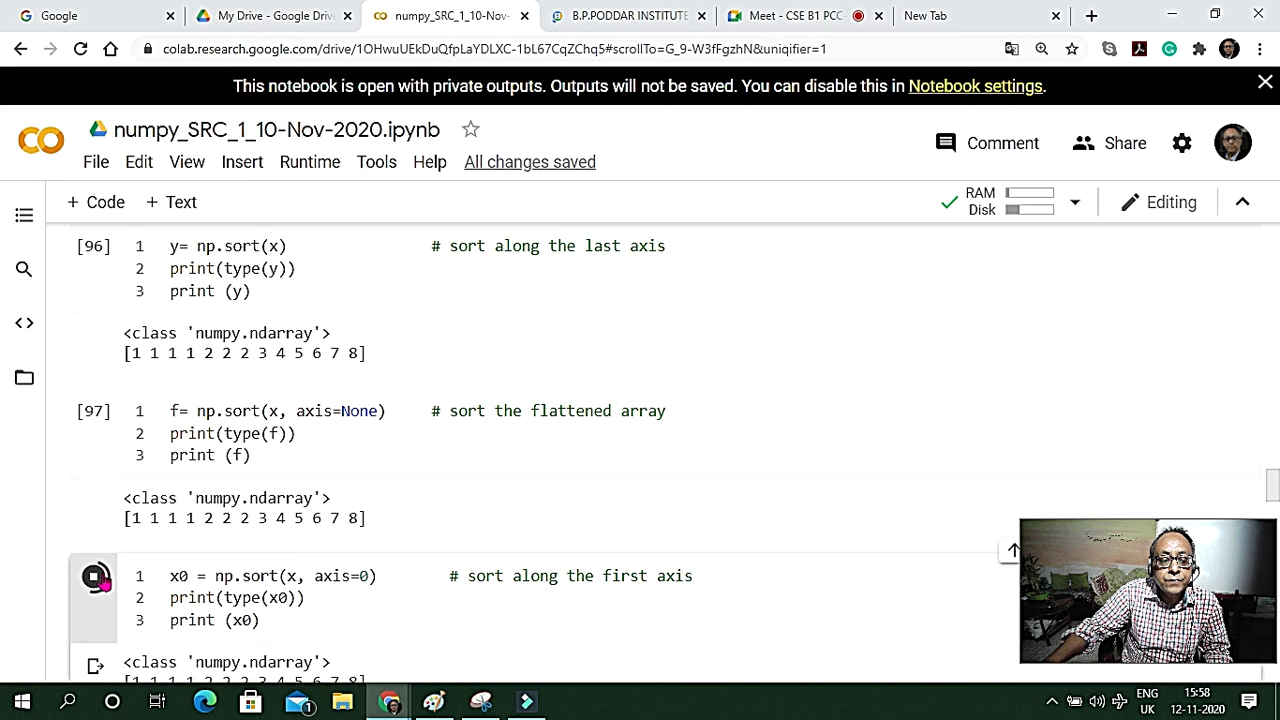 Google
My Drive - Google Driv
numpy_SRC_1_10-Nov-
B.P.PODDAR INSTITUTE
Meet - CSE B1 PCC-
New Tab
colab.research.google.com/drive/1OHwuUEkDuQfpLaYDLXC-1bL67CqZChq5#scrollTo=G_9-W3fFgzhN&uniqifier=1
This notebook is open with private outputs. Outputs will not be saved. You can disable this in Notebook settings.
numpy_SRC_1_10-Nov-2020.ipynb
Comment
Share
File Edit View Insert Runtime Tools Help All changes saved
+ Code + Text
RAM
Disk
Editing
[96] 1 y= np.sort(x) # sort along the last axis
2 print(type(y))
3 print (y)
<class 'numpy.ndarray'>
[1 1 1 1 2 2 2 3 4 5 6 7 8]
[97] 1 f= np.sort(x, axis=None) # sort the flattened array
2 print(type(f))
3 print (f)
<class 'numpy.ndarray'>
[1 1 1 1 2 2 2 3 4 5 6 7 8]
1 x0 = np.sort(x, axis=0) # sort along the first axis
2 print(type(x0))
3 print (x0)
<class 'numpy.ndarray'>
1
ENG
UK
15:58
12-11-2020